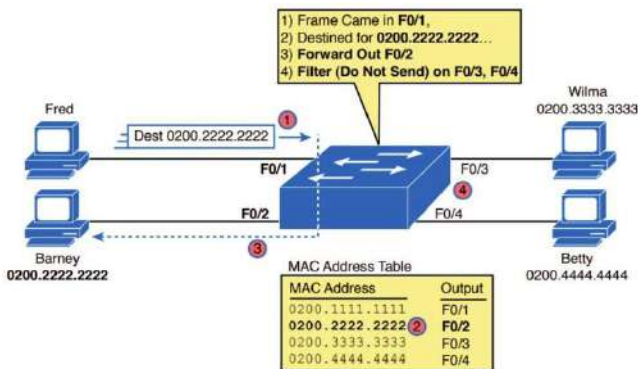 1) Frame Came in F0/1,
2) Destined for 0200.2222.2222...
3) Forward Out F0/2
4) Filter (Do Not Send) on F0/3, F0/4
Fred
Wilma
0200.3333.3333
Dest 0200.2222.2222
1
F0/1
F0/3
4
F0/2
F0/4
3
Barney
0200.2222.2222
Betty
0200.4444.4444
MAC Address Table
MAC Address Output
0200.1111.1111 F0/1
0200.2222.2222 2 F0/2
0200.3333.3333 F0/3
0200.4444.4444 F0/4